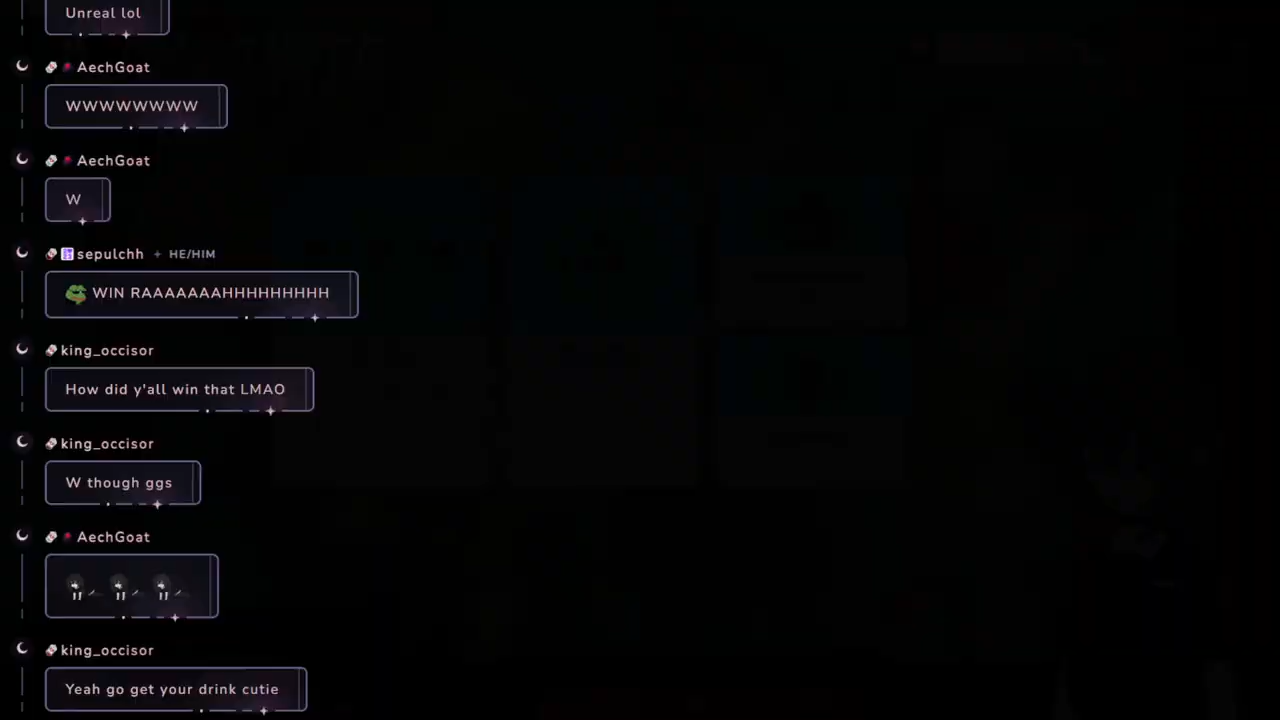 Unreal lol
AechGoat
WWWWWWWW
AechGoat
W
sepulchh + HE/HIM
WIN RAAAAAAAHHHHHHHHHH
king_occisor
How did y'all win that LMAO
king_occisor
W though ggs
AechGoat
king_occisor
Yeah go get your drink cutie